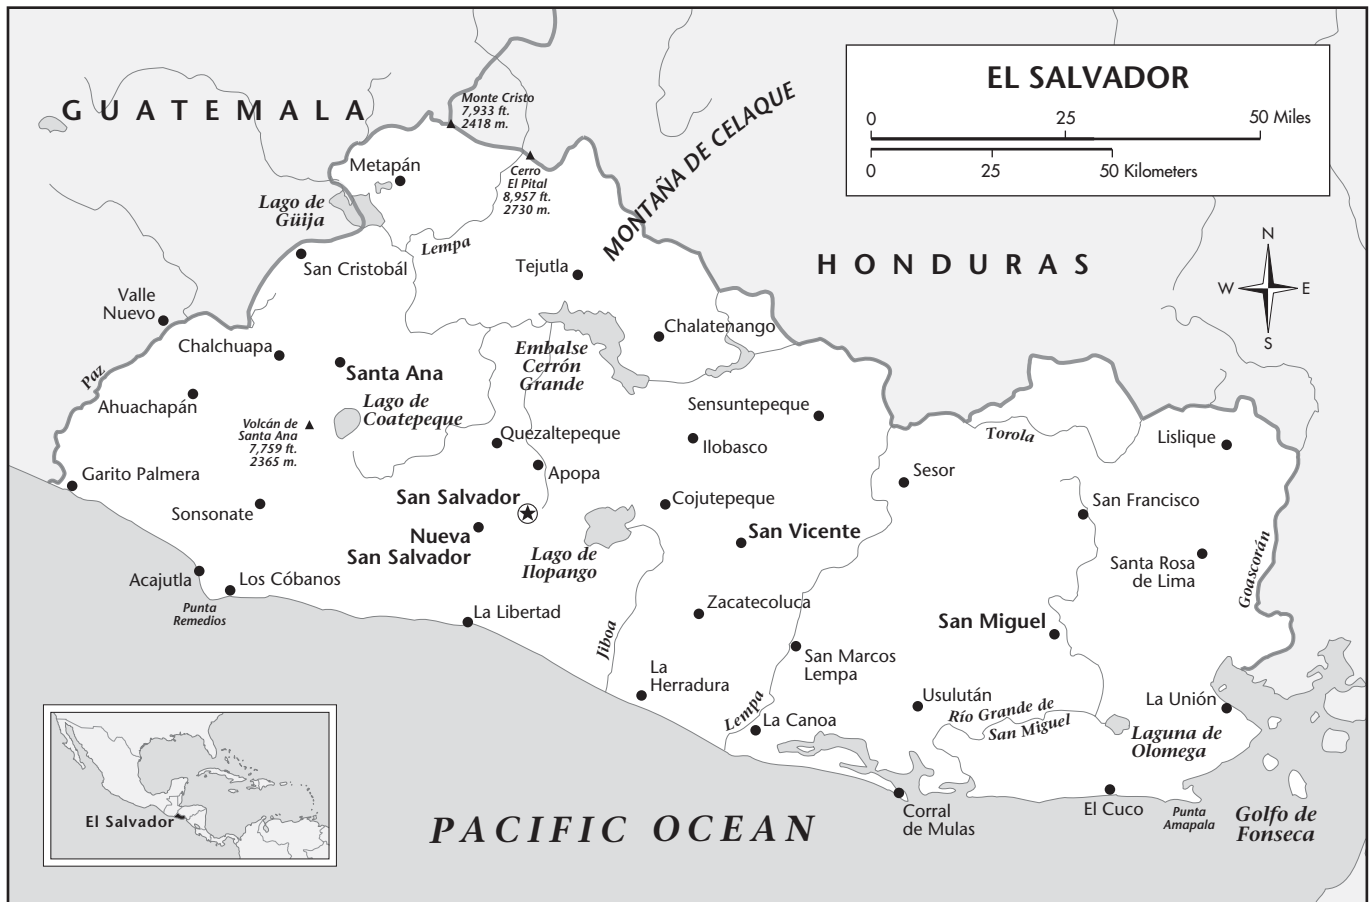 EL SALVADOR
0 25 50 Miles
0 25 50 Kilometers
GUATEMALA
Monte Cristo
7,933 ft.
2418 m.
MONTAÑA DE CELAQUE
Metapán
Cerro
El Pital
8,957 ft.
2730 m.
Lago de
Güija
Lempa
HONDURAS
N
W E
S
San Cristobál
Tejutla
Valle
Nuevo
Chalatenango
Chalchuapa
Embalse
Cerrón
Grande
Paz
Santa Ana
Ahuachapán
Lago de
Coatepeque
Sensuntepeque
Volcán de
Santa Ana
7,759 ft.
2365 m.
Quezaltepeque
Ilobasco
Torola
Lislique
Garito Palmera
Apopa
Sesor
San Salvador
Cojutepeque
San Francisco
Sonsonate
Nueva
San Salvador
San Vicente
Lago de
Ilopango
Santa Rosa
de Lima
Goascorán
Acajutla
Los Cóbanos
Punta
Remedios
La Libertad
Zacatecoluca
San Miguel
Jiboa
San Marcos
Lempa
La
Herradura
Usulután
La Unión
Lempa
La Canoa
Río Grande de
San Miguel
Laguna de
Olomega
El Salvador
PACIFIC OCEAN
Corral
de Mulas
El Cuco
Punta
Amapala
Golfo de
Fonseca